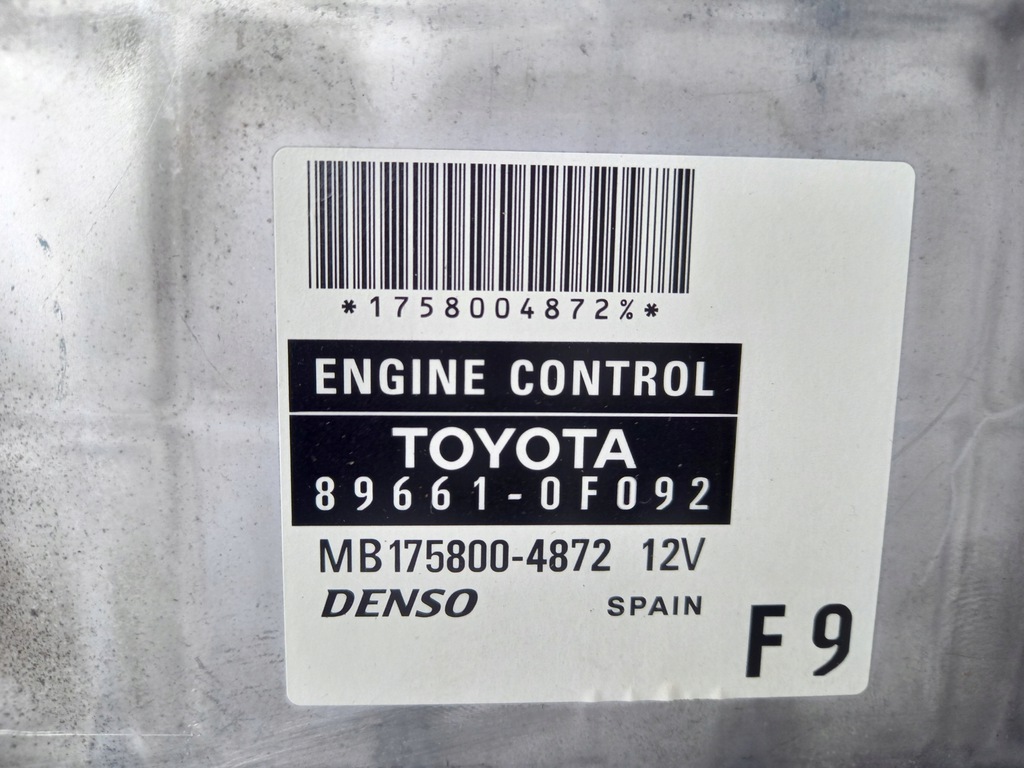 *1758004872%*
ENGINE CONTROL
TOYOTA
89661-0F092
MB175800-4872 12V
DENSO SPAIN
F9